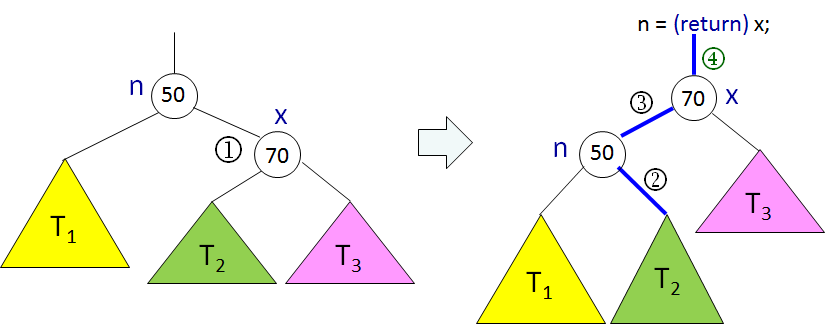 n = (return) x;
④
n
50
x
70
①
T1
T2
T3
③
70
x
n
50
②
T3
T1
T2